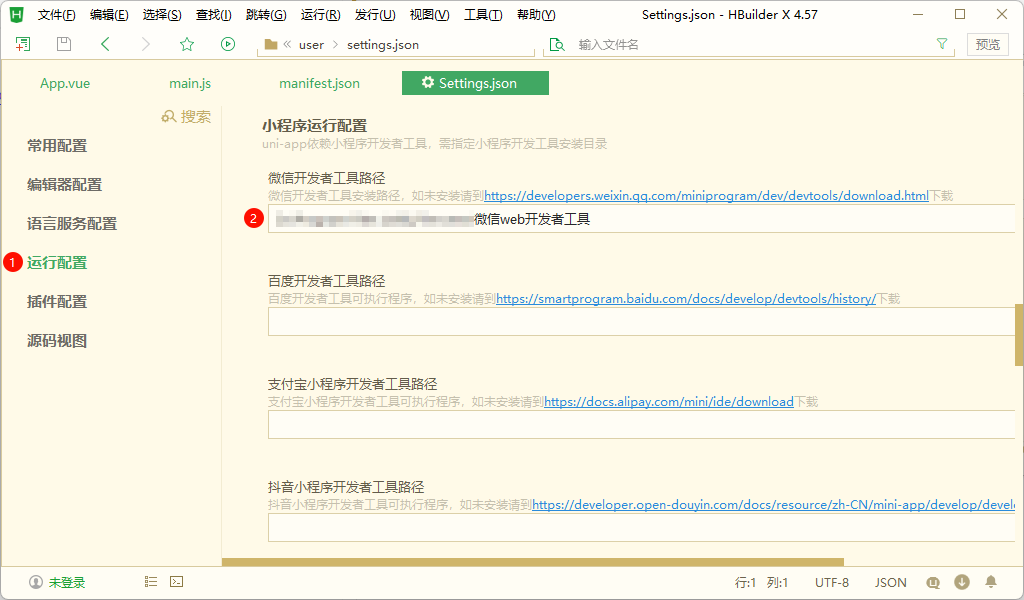 文件(F) 编辑(E) 选择(S) 查找(I) 跳转(G) 运行(R) 发行(U) 视图(V) 工具(T) 帮助(Y) Settings.json - HBuilder X 4.57
user settings.json 输入文件名 预览
App.vue main.js manifest.json Settings.json
搜索
常用配置
编辑器配置
语言服务配置
1 运行配置
插件配置
源码视图
小程序运行配置
uni-app依赖小程序开发者工具，需指定小程序开发工具安装目录
微信开发者工具路径
微信开发者工具安装路径，如未安装请到https://developers.weixin.qq.com/miniprogram/dev/devtools/download.html下载
2 微信web开发者工具
百度开发者工具路径
百度开发者工具可执行程序，如未安装请到https://smartprogram.baidu.com/docs/develop/devtools/history/下载
支付宝小程序开发者工具路径
支付宝小程序开发者工具可执行程序，如未安装请到https://docs.alipay.com/mini/ide/download下载
抖音小程序开发者工具路径
抖音小程序开发者工具可执行程序，如未安装请到https://developer.open-douyin.com/docs/resource/zh-CN/mini-app/develop/devel
未登录 行:1 列:1 UTF-8 JSON